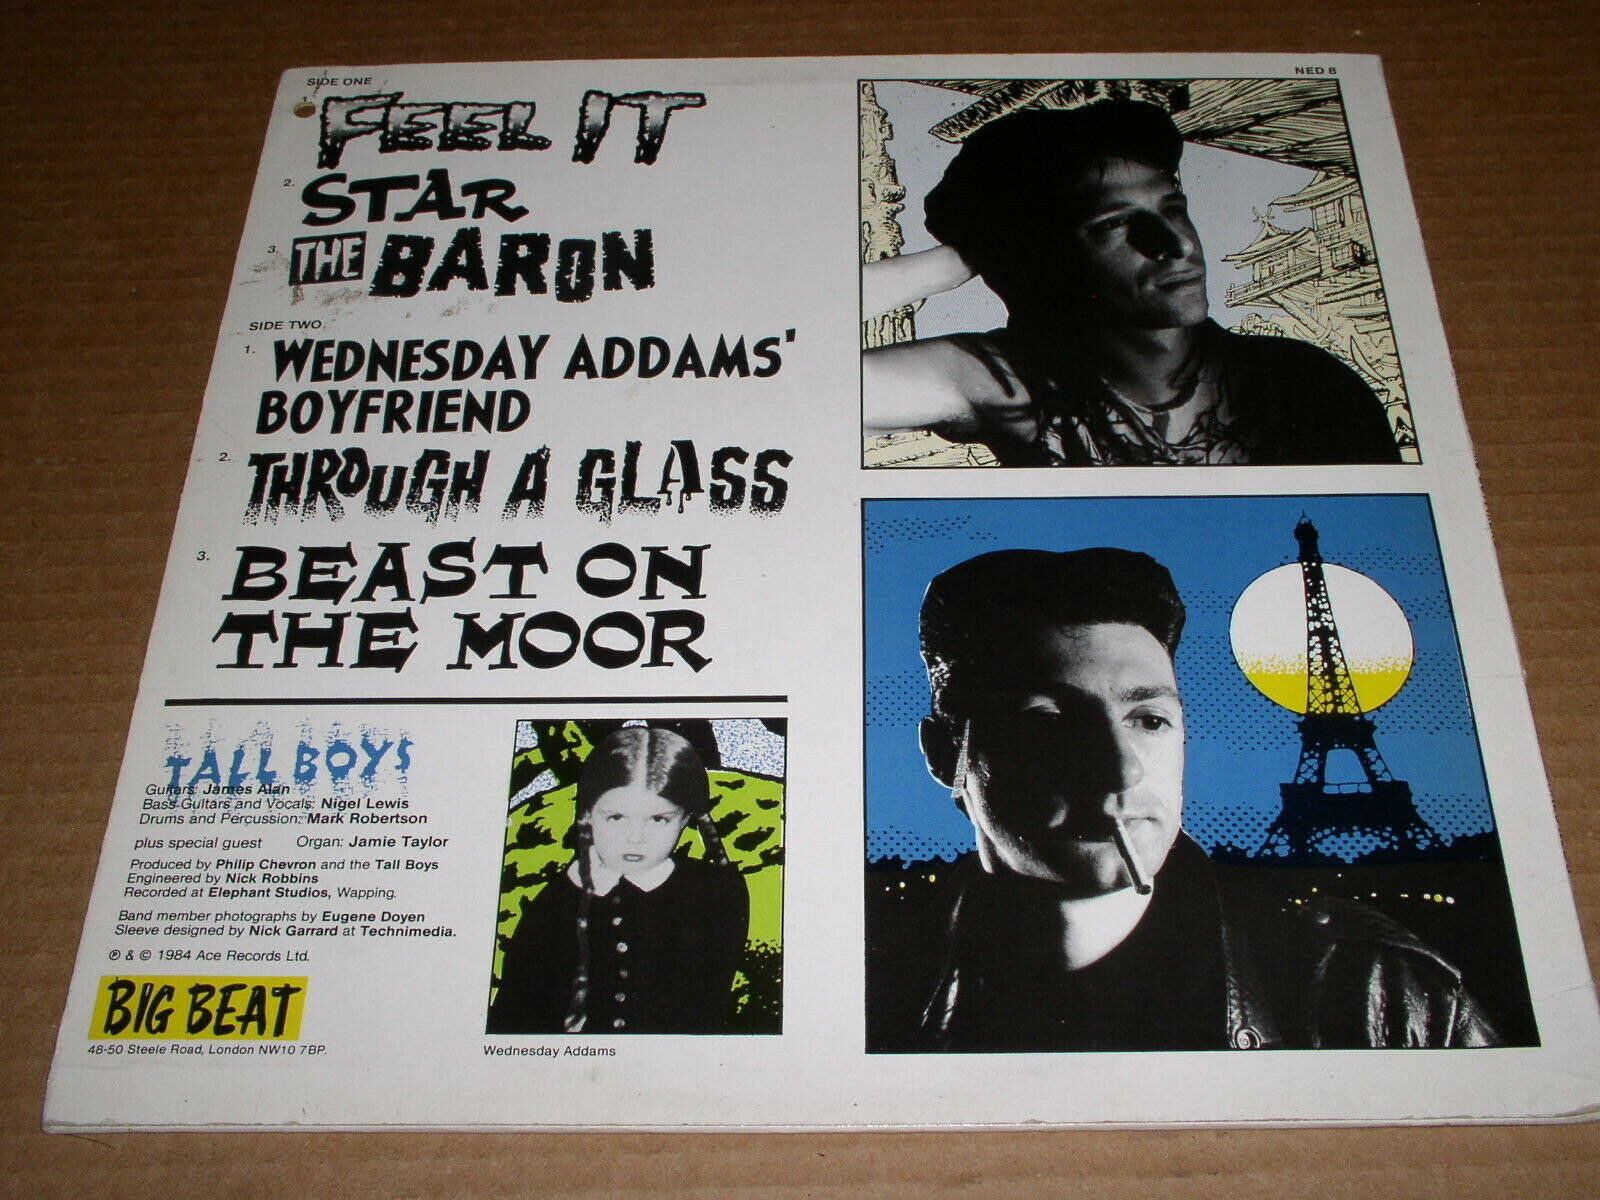 SIDE ONE
NED 8
1. FEEL IT
2. STAR
3. THE BARON
SIDE TWO
1. WEDNESDAY ADDAMS'
BOYFRIEND
2. THROUGH A GLASS
3. BEAST ON
THE MOOR
TALL BOYS
Guitars: James Alan
Bass Guitars and Vocals: Nigel Lewis
Drums and Percussion: Mark Robertson
plus special guest Organ: Jamie Taylor
Produced by Philip Chevron and the Tall Boys
Engineered by Nick Robbins
Recorded at Elephant Studios, Wapping.
Band member photographs by Eugene Doyen
Sleeve designed by Nick Garrard at Technimedia.
℗ & © 1984 Ace Records Ltd.
BIG BEAT
48-50 Steele Road, London NW10 7BP.
Wednesday Addams